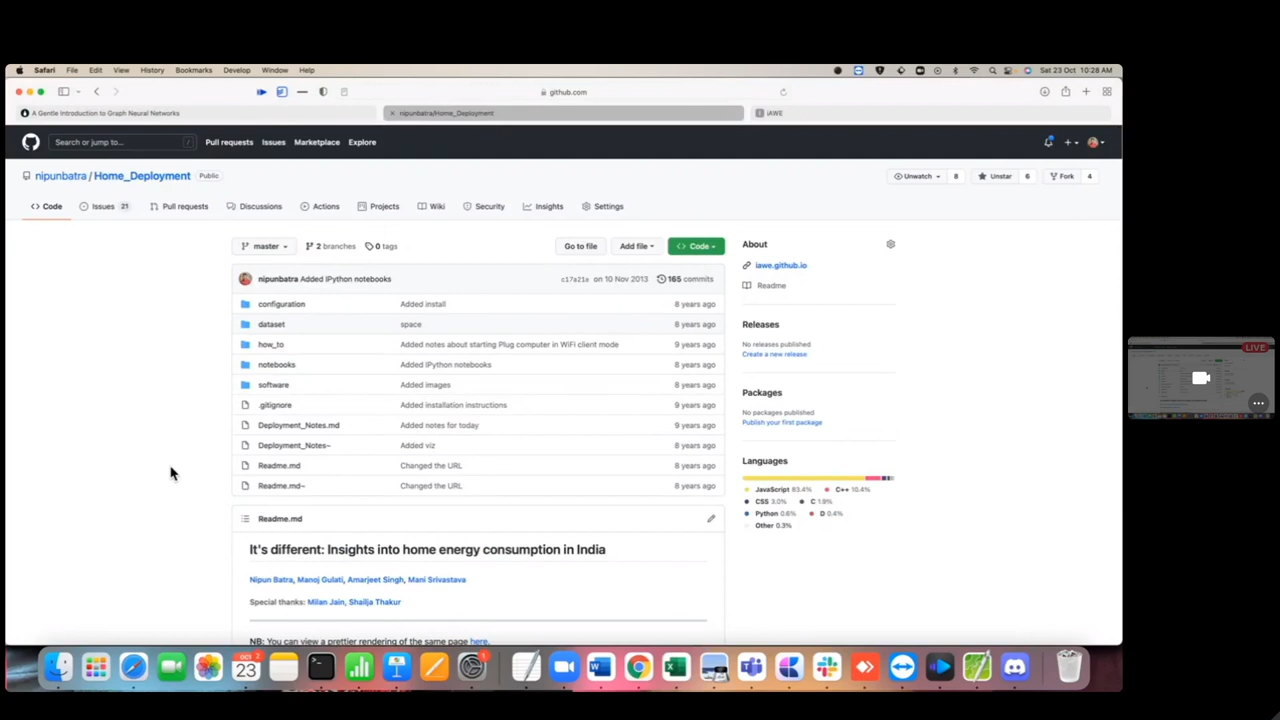 Safari File Edit View History Bookmarks Develop Window Help Sat 23 Oct 10:28 AM
github.com
A Gentle Introduction to Graph Neural Networks
nipunbatra/Home_Deployment
iAWE
Search or jump to... / Pull requests Issues Marketplace Explore
nipunbatra / Home_Deployment Public
Unwatch 8 Unstar 6 Fork 4
Code Issues 21 Pull requests Discussions Actions Projects Wiki Security Insights Settings
master 2 branches 0 tags Go to file Add file Code
nipunbatra Added IPython notebooks c17a21e on 10 Nov 2013 165 commits
configuration Added install 8 years ago
dataset space 8 years ago
how_to Added notes about starting Plug computer in WiFi client mode 9 years ago
notebooks Added IPython notebooks 8 years ago
software Added images 8 years ago
.gitignore Added installation instructions 9 years ago
Deployment_Notes.md Added notes for today 9 years ago
Deployment_Notes~ Added viz 8 years ago
Readme.md Changed the URL 8 years ago
Readme.md~ Changed the URL 8 years ago
Readme.md
It's different: Insights into home energy consumption in India
Nipun Batra, Manoj Gulati, Amarjeet Singh, Mani Srivastava
Special thanks: Milan Jain, Shailja Thakur
NB: You can view a prettier rendering of the same page here.
About
iawe.github.io
Readme
Releases
No releases published
Create a new release
Packages
No packages published
Publish your first package
Languages
JavaScript 83.4% C++ 10.4%
CSS 3.0% C 1.9%
Python 0.6% D 0.4%
Other 0.3%
LIVE
OCT
23